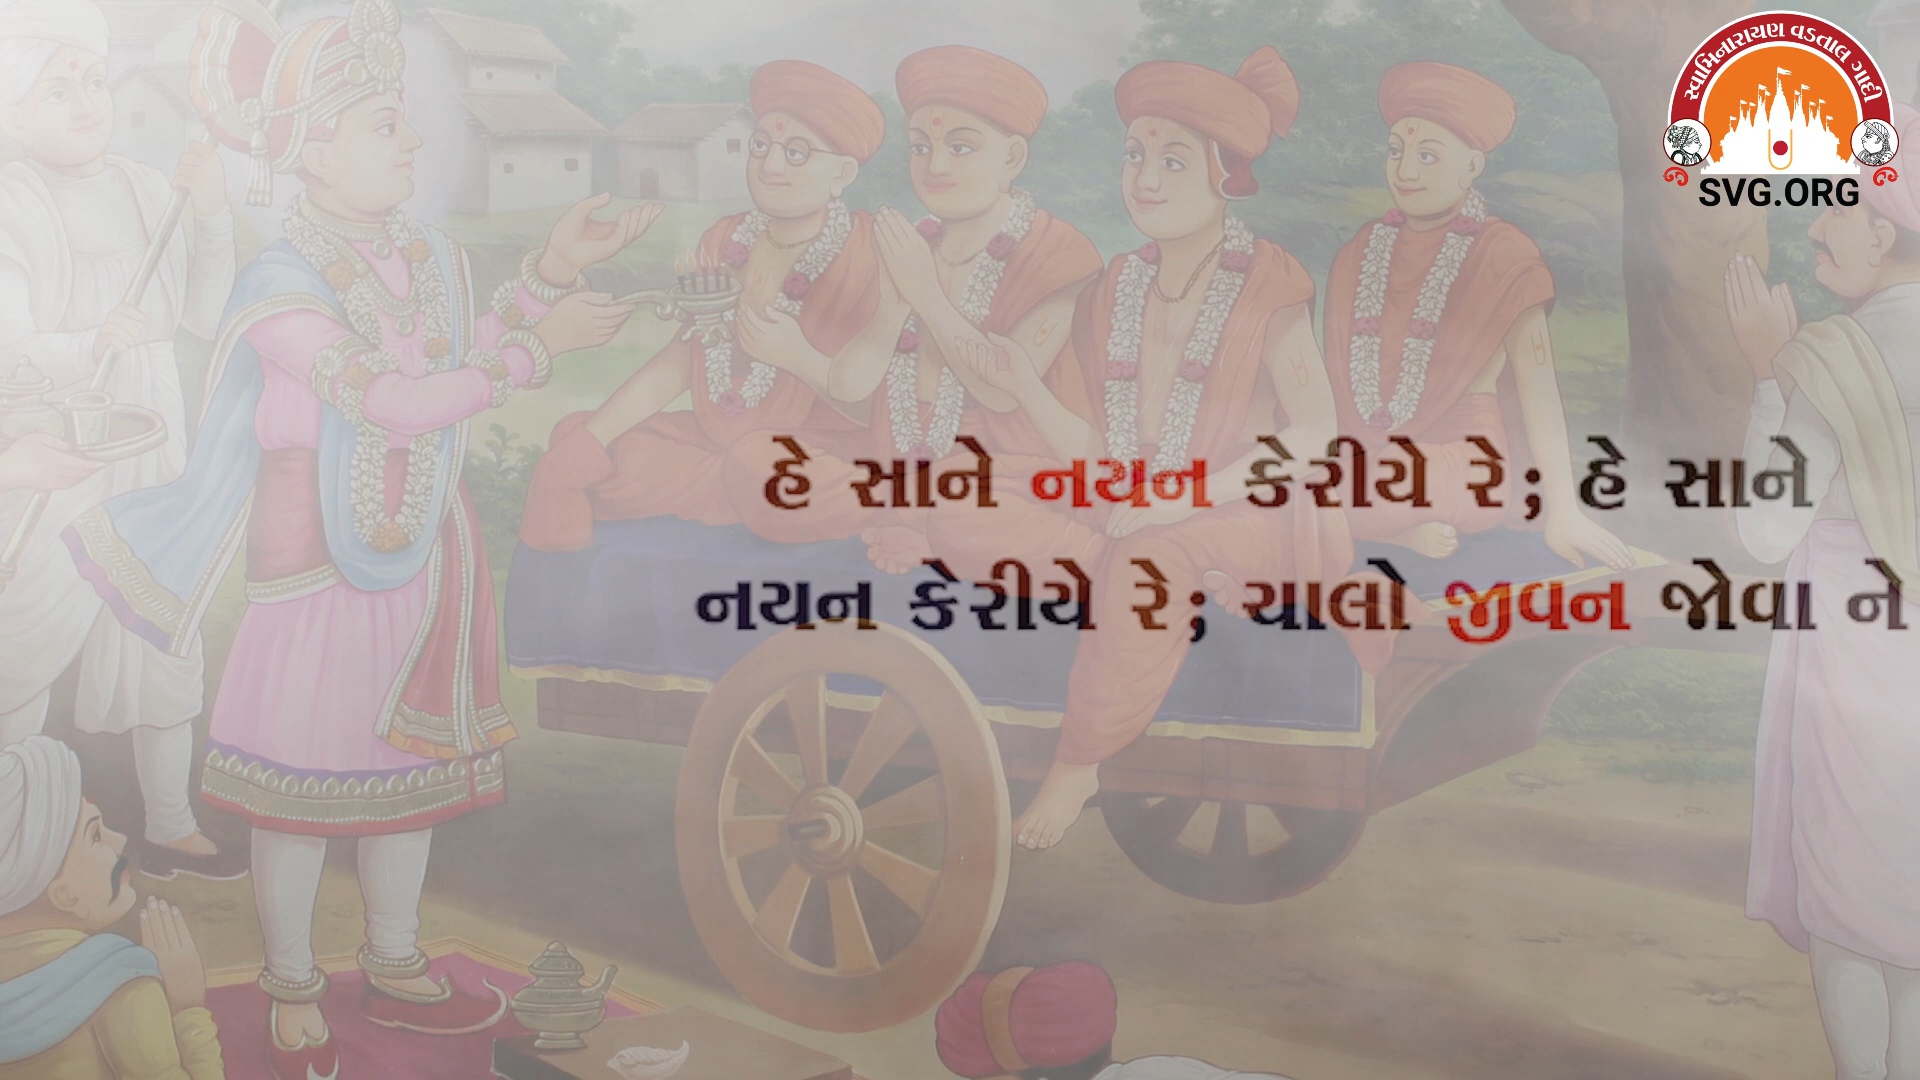 સ્વામિનારાયણ વડતાલ ગાદી
SVG.ORG
હે સાને નયન કેરીયે રે; હે સાને
નયન કેરીયે રે; ચાલો જીવન જોવા ને